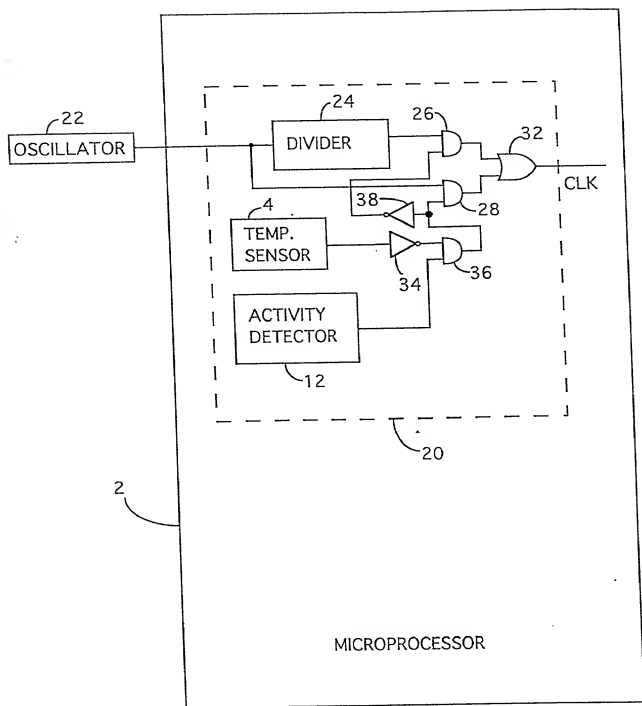 22
OSCILLATOR
24
DIVIDER
26
32
CLK
28
38
4
TEMP.
SENSOR
34
36
ACTIVITY
DETECTOR
12
20
2
MICROPROCESSOR